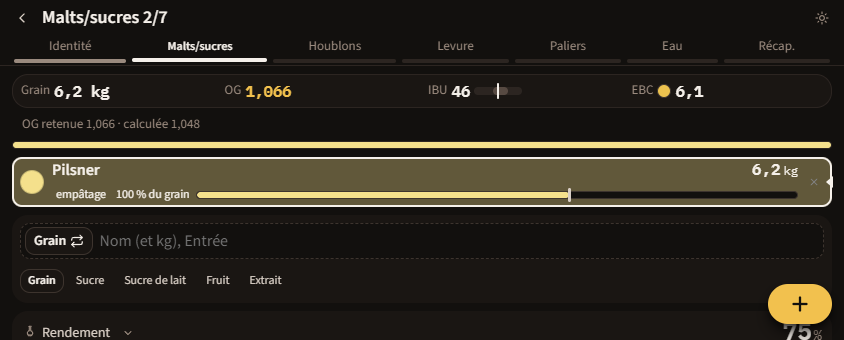 Malts/sucres 2/7
Identité Malts/sucres Houblons Levure Paliers Eau Récap.
Grain 6,2 kg OG 1,066 IBU 46 EBC 6,1
OG retenue 1,066 · calculée 1,048
Pilsner 6,2 kg
empâtage 100 % du grain
Grain Nom (et kg), Entrée
Grain Sucre Sucre de lait Fruit Extrait
Rendement 75 %